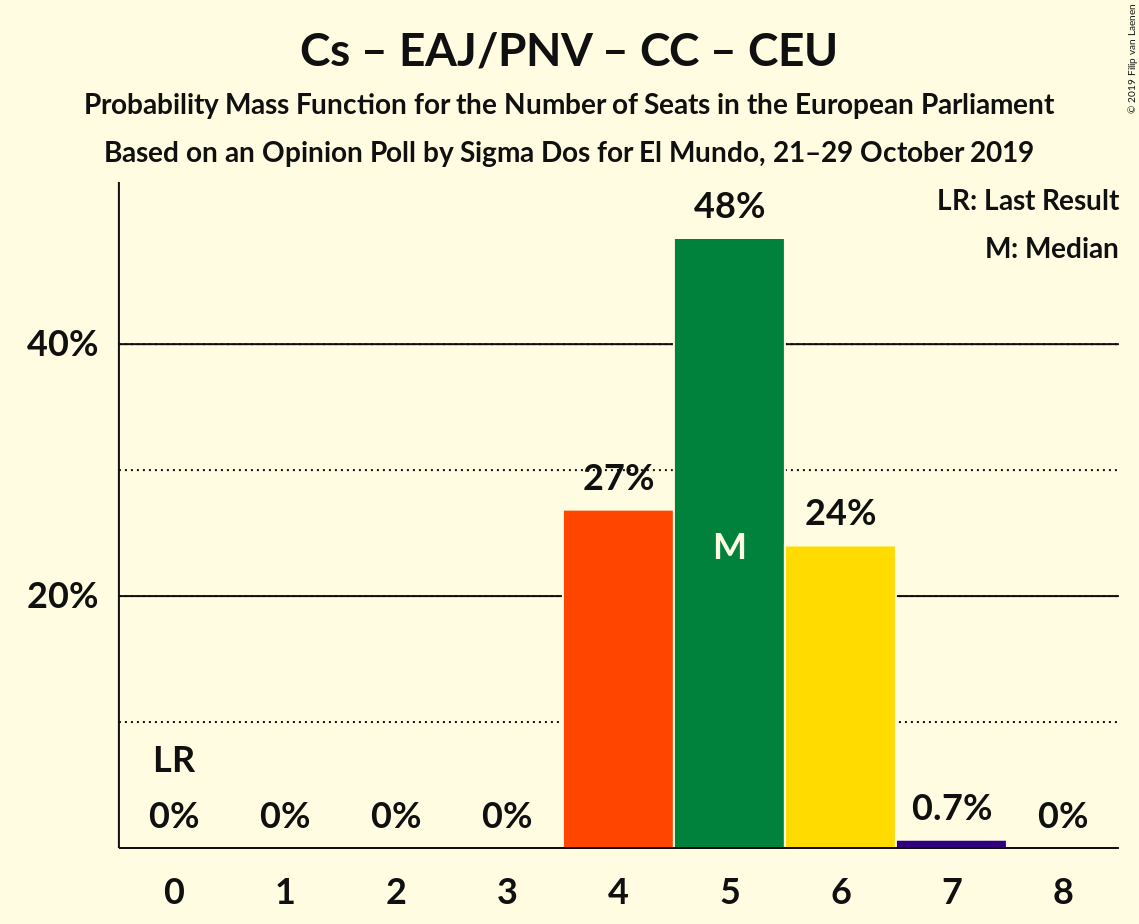 Cs – EAJ/PNV – CC – CEU
Probability Mass Function for the Number of Seats in the European Parliament
Based on an Opinion Poll by Sigma Dos for El Mundo, 21–29 October 2019
© 2019 Filip van Laenen
LR: Last Result
M: Median
48%
40%
27%
24%
M
20%
LR
0% 0% 0% 0% 0.7% 0%
0 1 2 3 4 5 6 7 8